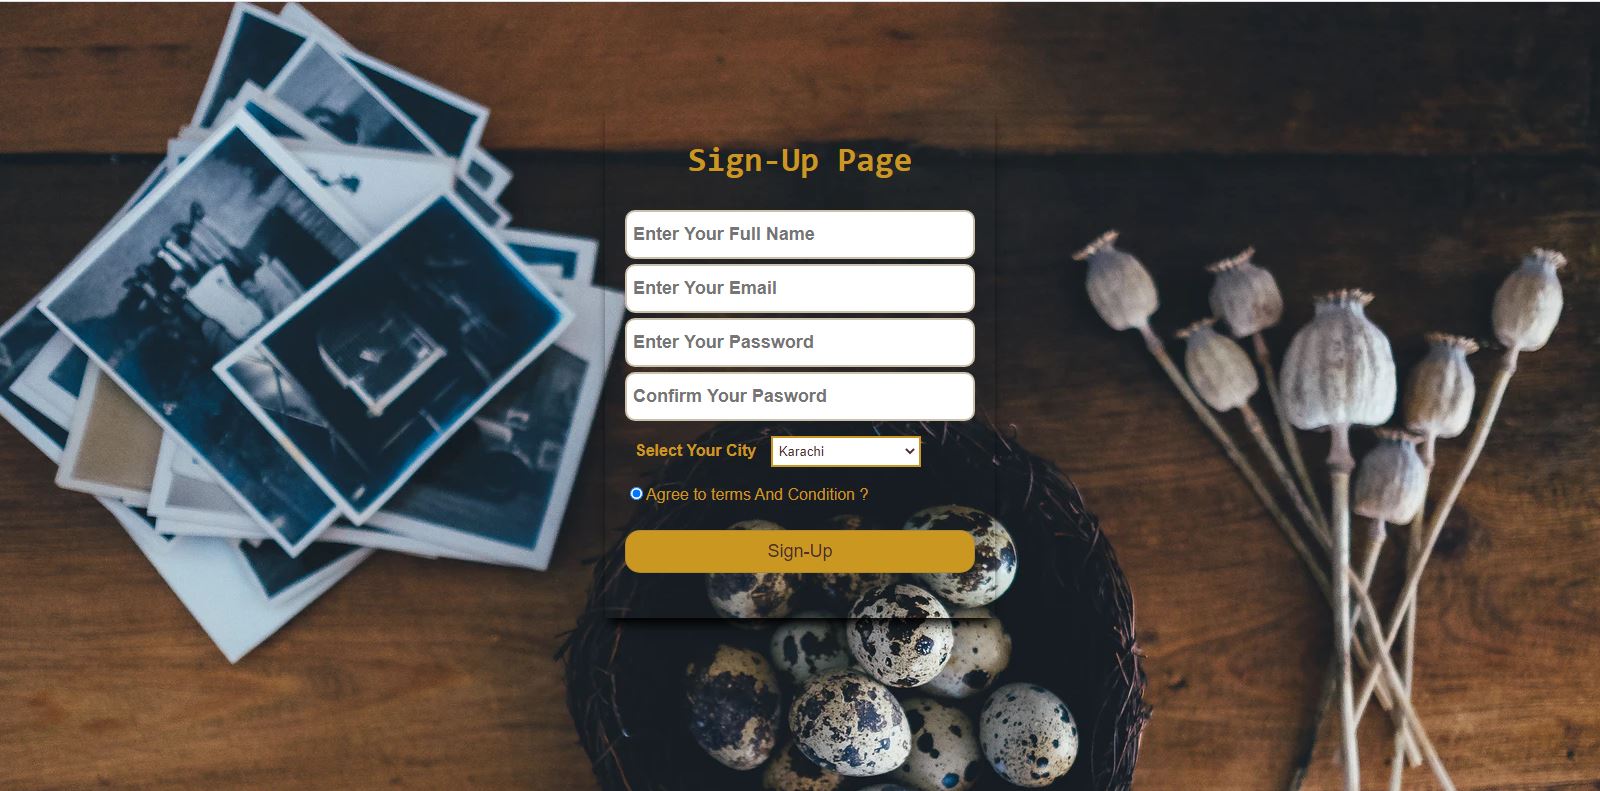 Sign-Up Page
Enter Your Full Name
Enter Your Email
Enter Your Password
Confirm Your Pasword
Select Your City Karachi
Agree to terms And Condition ?
Sign-Up